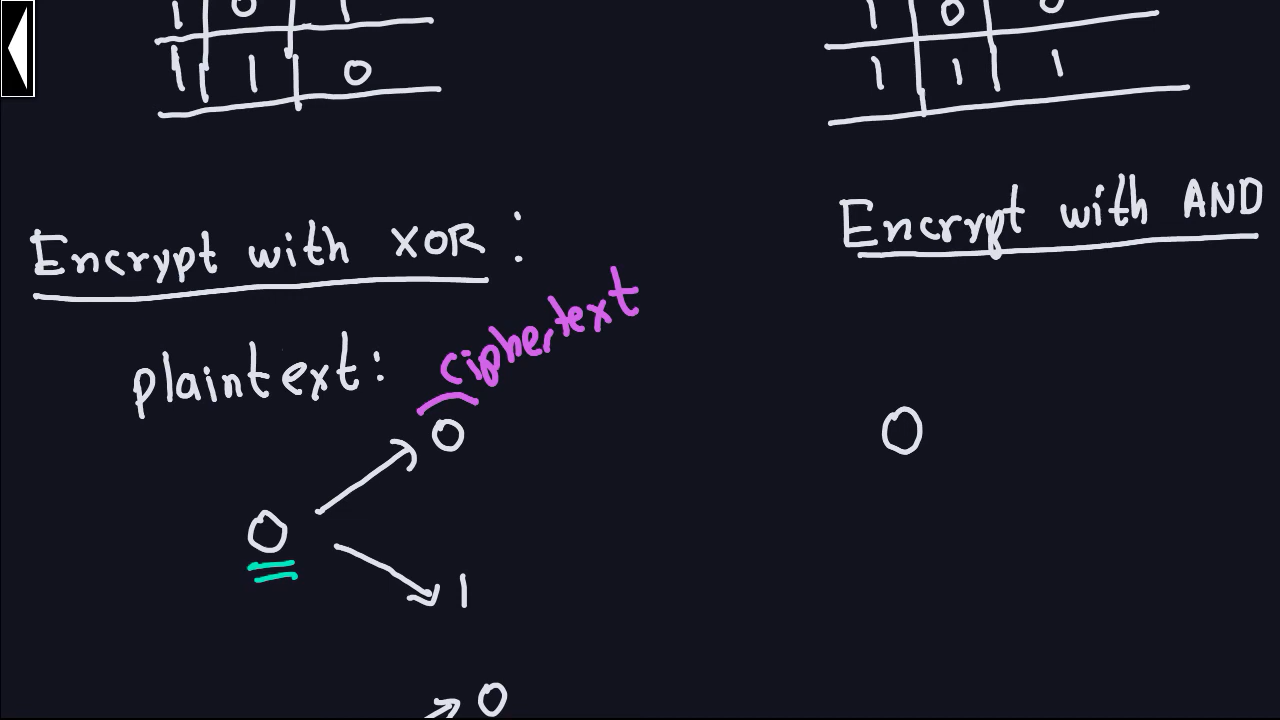 1 0 1
1 0 0
1 1 0
1 1 1
Encrypt with XOR :
Encrypt with AND
plaintext:
ciphertext
0
0
0
1
0